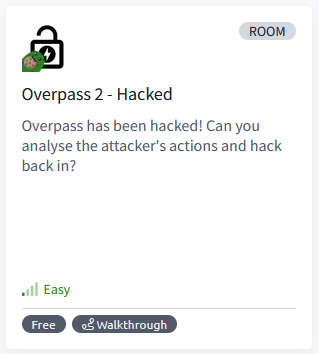 ROOM
Overpass 2 - Hacked
Overpass has been hacked! Can you
analyse the attacker's actions and hack
back in?
Easy
Free
Walkthrough